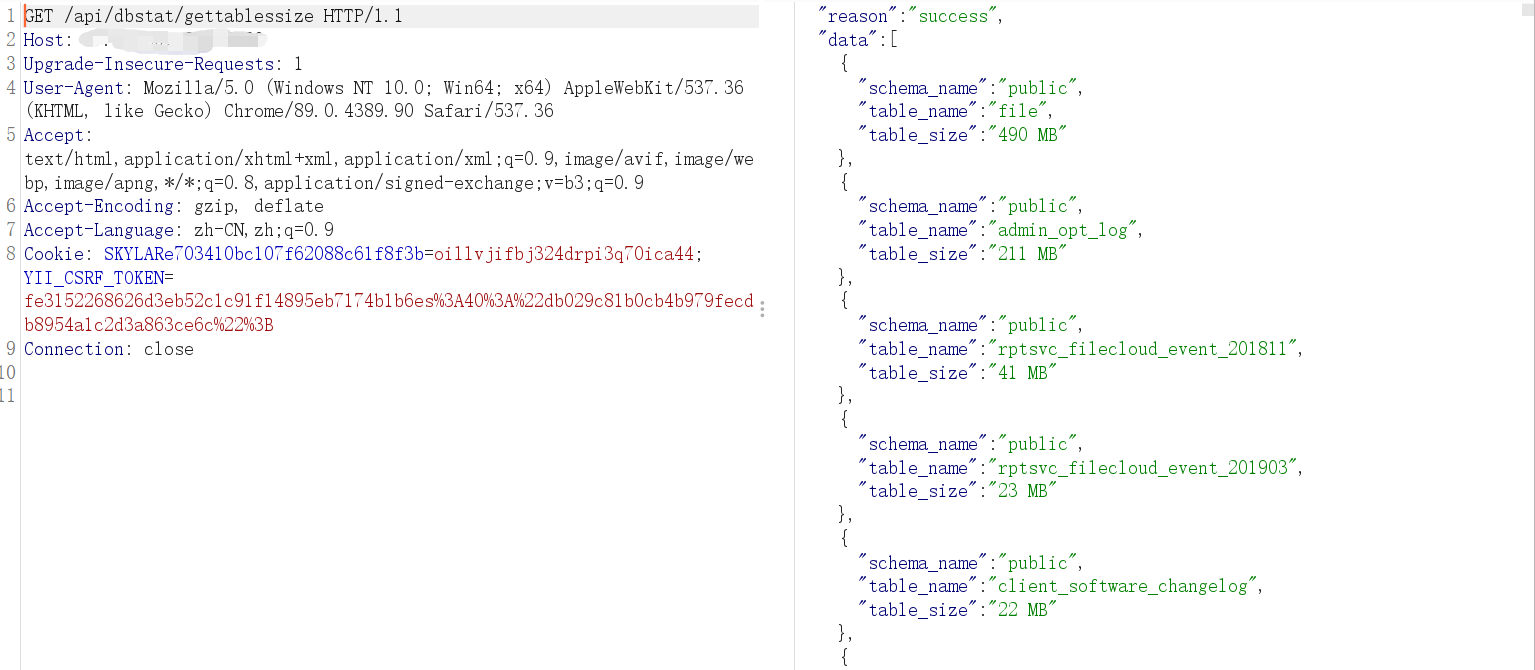 1 GET /api/dbstat/gettablessize HTTP/1.1
2 Host:
3 Upgrade-Insecure-Requests: 1
4 User-Agent: Mozilla/5.0 (Windows NT 10.0; Win64; x64) AppleWebKit/537.36
(KHTML, like Gecko) Chrome/89.0.4389.90 Safari/537.36
5 Accept:
text/html,application/xhtml+xml,application/xml;q=0.9,image/avif,image/we
bp,image/apng,*/*;q=0.8,application/signed-exchange;v=b3;q=0.9
6 Accept-Encoding: gzip, deflate
7 Accept-Language: zh-CN,zh;q=0.9
8 Cookie: SKYLARe703410bc107f62088c61f8f3b=oillvjifbj324drpi3q70ica44;
YII_CSRF_TOKEN=
fe3152268626d3eb52c1c91f14895eb7174b1b6es%3A40%3A%22db029c81b0cb4b979fecd
b8954a1c2d3a863ce6c%22%3B
9 Connection: close
10
11
"reason":"success",
"data":[
{
"schema_name":"public",
"table_name":"file",
"table_size":"490 MB"
},
{
"schema_name":"public",
"table_name":"admin_opt_log",
"table_size":"211 MB"
},
{
"schema_name":"public",
"table_name":"rptsvc_filecloud_event_201811",
"table_size":"41 MB"
},
{
"schema_name":"public",
"table_name":"rptsvc_filecloud_event_201903",
"table_size":"23 MB"
},
{
"schema_name":"public",
"table_name":"client_software_changelog",
"table_size":"22 MB"
},
{